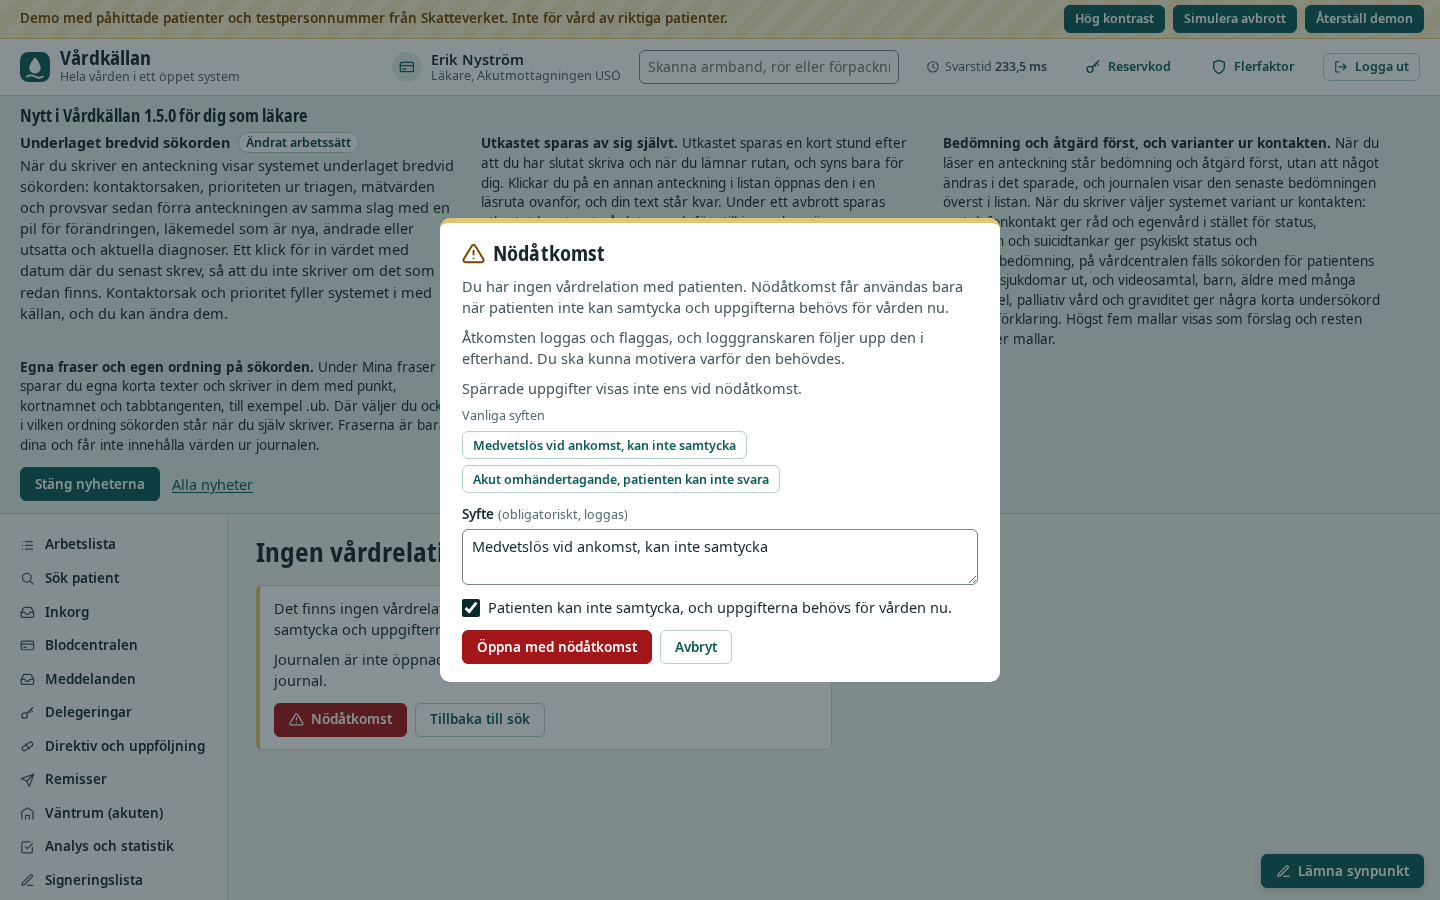 Demo med påhittade patienter och testpersonnummer från Skatteverket. Inte för vård av riktiga patienter.
Hög kontrast
Simulera avbrott
Återställ demon
Vårdkällan
Hela vården i ett öppet system
Erik Nyström
Läkare, Akutmottagningen USÖ
Skanna armband, rör eller förpackni
Svarstid 233,5 ms
Reservkod
Flerfaktor
Logga ut
Nytt i Vårdkällan 1.5.0 för dig som läkare
Underlaget bredvid sökorden
Ändrat arbetssätt
När du skriver en anteckning visar systemet underlaget bredvid
sökorden: kontaktorsaken, prioriteten ur triagen, mätvärden
och provsvar sedan förra anteckningen av samma slag med en
pil för förändringen, läkemedel som är nya, ändrade eller
utsatta och aktuella diagnoser. Ett klick för in värdet med
datum där du senast skrev, så att du inte skriver om det som
redan finns. Kontaktorsak och prioritet fyller systemet i med
källan, och du kan ändra dem.
Utkastet sparas av sig självt. Utkastet sparas en kort stund efter
att du har slutat skriva och när du lämnar rutan, och syns bara för
dig. Klickar du på en annan anteckning i listan öppnas den i en
läsruta ovanför, och din text står kvar. Under ett avbrott sparas
Bedömning och åtgärd först, och varianter ur kontakten. När du
läser en anteckning står bedömning och åtgärd först, utan att något
ändras i det sparade, och journalen visar den senaste bedömningen
överst i listan. När du skriver väljer systemet variant ur kontakten:
fonkontakt ger råd och egenvård i stället för status,
och suicidtankar ger psykiskt status och
bedömning, på vårdcentralen fälls sökorden för patientens
sjukdomar ut, och videosamtal, barn, äldre med många
palliativ vård och graviditet ger några korta undersökord
förklaring. Högst fem mallar visas som förslag och resten
mallar.
Egna fraser och egen ordning på sökorden. Under Mina fraser
sparar du egna korta texter och skriver in dem med punkt,
kortnamnet och tabbtangenten, till exempel .ub. Där väljer du ock
i vilken ordning sökorden står när du själv skriver. Fraserna är bar
dina och får inte innehålla värden ur journalen.
Stäng nyheterna
Alla nyheter
Arbetslista
Sök patient
Inkorg
Blodcentralen
Meddelanden
Delegeringar
Direktiv och uppföljning
Remisser
Väntrum (akuten)
Analys och statistik
Signeringslista
Ingen vårdrelati
Det finns ingen vårdrelat
samtycka och uppgifter
Journalen är inte öppnad
journal.
Nödåtkomst
Tillbaka till sök
Nödåtkomst
Du har ingen vårdrelation med patienten. Nödåtkomst får användas bara
när patienten inte kan samtycka och uppgifterna behövs för vården nu.
Åtkomsten loggas och flaggas, och logggranskaren följer upp den i
efterhand. Du ska kunna motivera varför den behövdes.
Spärrade uppgifter visas inte ens vid nödåtkomst.
Vanliga syften
Medvetslös vid ankomst, kan inte samtycka
Akut omhändertagande, patienten kan inte svara
Syfte (obligatoriskt, loggas)
Medvetslös vid ankomst, kan inte samtycka
Patienten kan inte samtycka, och uppgifterna behövs för vården nu.
Öppna med nödåtkomst
Avbryt
Lämna synpunkt